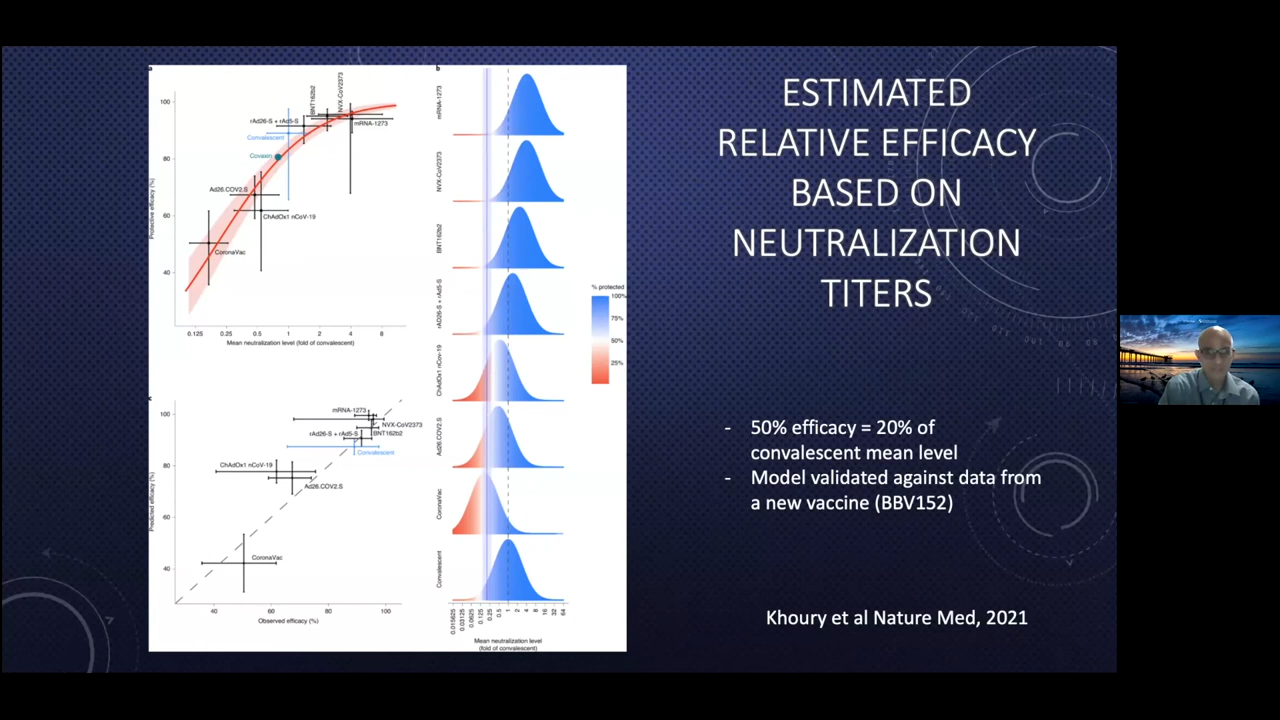 ESTIMATED
RELATIVE EFFICACY
BASED ON
NEUTRALIZATION
TITERS
- 50% efficacy = 20% of
convalescent mean level
- Model validated against data from
a new vaccine (BBV152)
Khoury et al Nature Med, 2021
a
Protective efficacy (%)
100
80
60
40
BNT162b2
NVX-CoV2373
rAd26-S + rAd5-S
mRNA-1273
Convalescent
Covaxin
Ad26.COV2.S
ChAdOx1 nCoV-19
CoronaVac
0.125 0.25 0.5 1 2 4 8
Mean neutralization level (fold of convalescent)
b
mRNA-1273
NVX-CoV2373
BNT162b2
rAD26-S + rAd5-S
ChAdOx1 nCov-19
Ad26.COV2.S
CoronaVac
Convalescent
% protected
100%
75%
50%
25%
0.015625 0.03125 0.0625 0.125 0.25 0.5 1 2 4 8 16 32 64
Mean neutralization level
(fold of convalescent)
c
Predicted efficacy (%)
100
80
60
40
mRNA-1273
NVX-CoV2373
rAd26-S + rAd5-S
BNT162b2
Convalescent
ChAdOx1 nCoV-19
Ad26.COV2.S
CoronaVac
40 60 80 100
Observed efficacy (%)